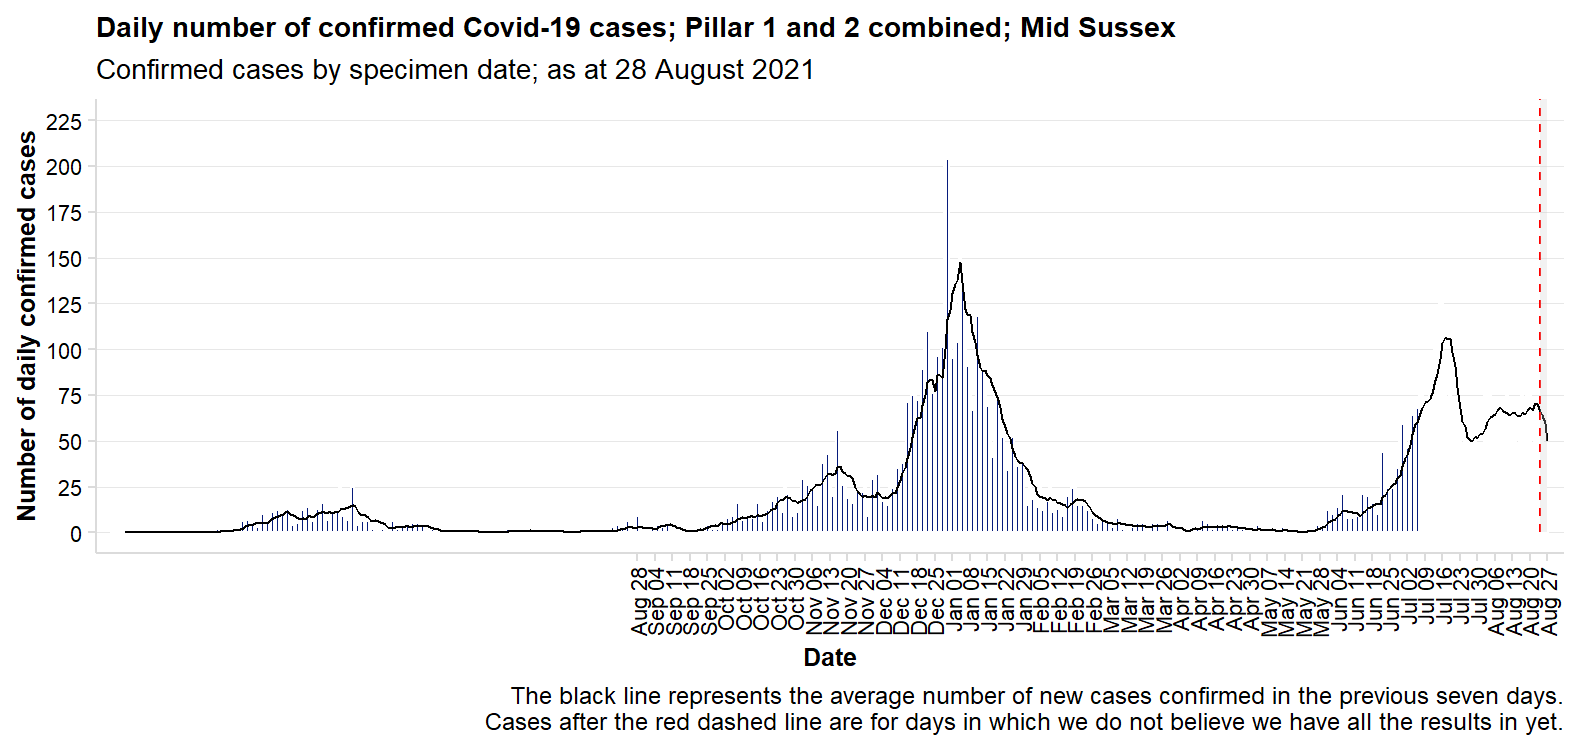 Daily number of confirmed Covid-19 cases; Pillar 1 and 2 combined; Mid Sussex
Confirmed cases by specimen date; as at 28 August 2021
Number of daily confirmed cases
225
200
175
150
125
100
75
50
25
0
Aug 28
Sep 04
Sep 11
Sep 18
Sep 25
Oct 02
Oct 09
Oct 16
Oct 23
Oct 30
Nov 06
Nov 13
Nov 20
Nov 27
Dec 04
Dec 11
Dec 18
Dec 25
Jan 01
Jan 08
Jan 15
Jan 22
Jan 29
Feb 05
Feb 12
Feb 19
Feb 26
Mar 05
Mar 12
Mar 19
Mar 26
Apr 02
Apr 09
Apr 16
Apr 23
Apr 30
May 07
May 14
May 21
May 28
Jun 04
Jun 11
Jun 18
Jun 25
Jul 02
Jul 09
Jul 16
Jul 23
Jul 30
Aug 06
Aug 13
Aug 20
Aug 27
Date
The black line represents the average number of new cases confirmed in the previous seven days.
Cases after the red dashed line are for days in which we do not believe we have all the results in yet.